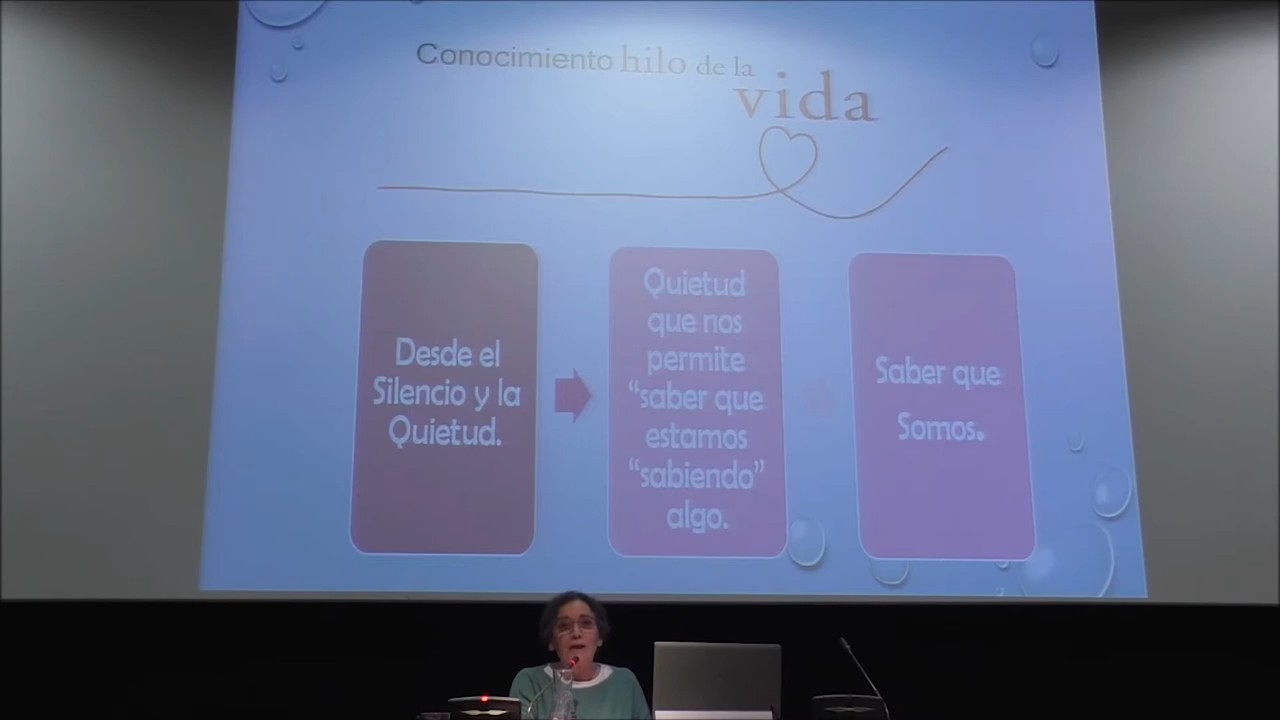 Conocimiento hilo de la
vida
Desde el
Silencio y la
Quietud.
Quietud
que nos
permite
“saber que
estamos
“sabiendo”
algo.
Saber que
Somos.